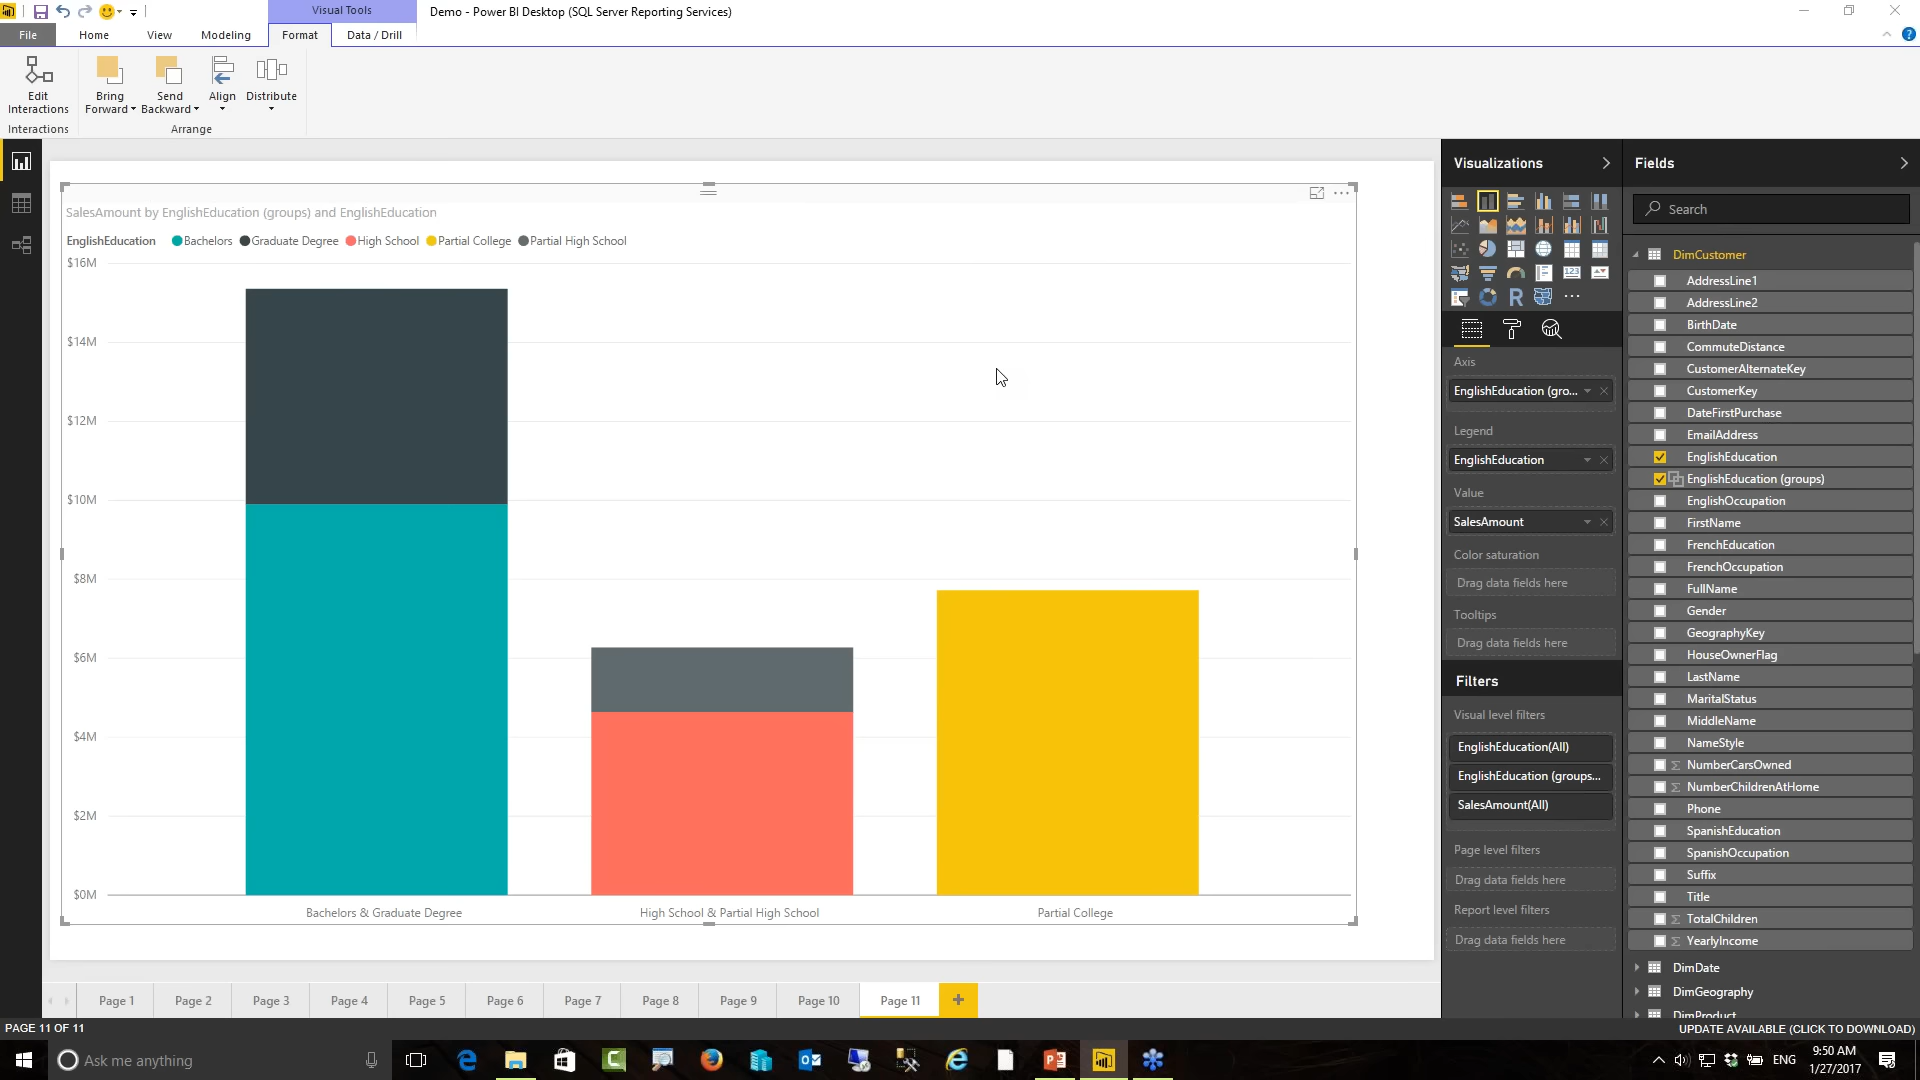 Visual Tools
Demo - Power BI Desktop (SQL Server Reporting Services)
File Home View Modeling Format Data / Drill
Edit Interactions
Bring Forward
Send Backward
Align
Distribute
Interactions
Arrange
SalesAmount by EnglishEducation (groups) and EnglishEducation
EnglishEducation Bachelors Graduate Degree High School Partial College Partial High School
$16M
$14M
$12M
$10M
$8M
$6M
$4M
$2M
$0M
Bachelors & Graduate Degree
High School & Partial High School
Partial College
Visualizations
R
123
Axis
EnglishEducation (gro...
Legend
EnglishEducation
Value
SalesAmount
Color saturation
Drag data fields here
Tooltips
Drag data fields here
Filters
Visual level filters
EnglishEducation(All)
EnglishEducation (groups...
SalesAmount(All)
Page level filters
Drag data fields here
Report level filters
Drag data fields here
Fields
Search
DimCustomer
AddressLine1
AddressLine2
BirthDate
CommuteDistance
CustomerAlternateKey
CustomerKey
DateFirstPurchase
EmailAddress
EnglishEducation
EnglishEducation (groups)
EnglishOccupation
FirstName
FrenchEducation
FrenchOccupation
FullName
Gender
GeographyKey
HouseOwnerFlag
LastName
MaritalStatus
MiddleName
NameStyle
NumberCarsOwned
NumberChildrenAtHome
Phone
SpanishEducation
SpanishOccupation
Suffix
Title
TotalChildren
YearlyIncome
DimDate
DimGeography
DimProduct
Page 1 Page 2 Page 3 Page 4 Page 5 Page 6 Page 7 Page 8 Page 9 Page 10 Page 11 +
PAGE 11 OF 11
UPDATE AVAILABLE (CLICK TO DOWNLOAD)
Ask me anything
ENG
9:50 AM
1/27/2017